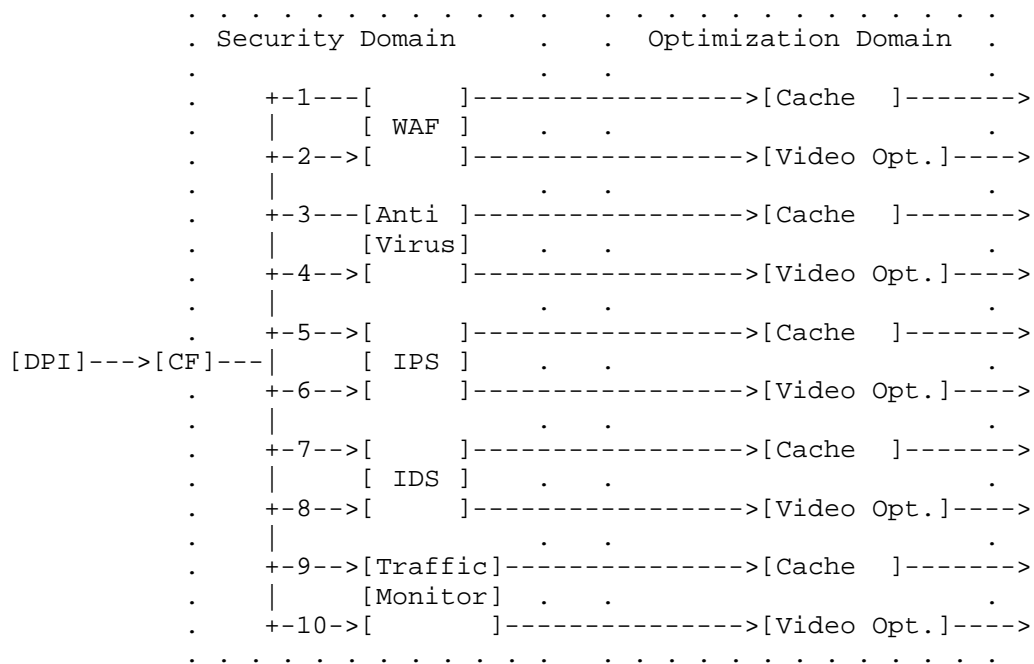 . . . . . . . . . . . .   . . . . . . . . . . . . .
. Security Domain     .   .  Optimization Domain  .
.                     .   .                       .
.    +-1---[     ]----------------->[Cache  ]------->
.    |     [ WAF ]    .   .                       .
.    +-2-->[     ]----------------->[Video Opt.]---->
.    |                .   .                       .
.    +-3---[Anti ]----------------->[Cache  ]------->
.    |     [Virus]    .   .                       .
.    +-4-->[     ]----------------->[Video Opt.]---->
.    |                .   .                       .
.    +-5-->[     ]----------------->[Cache  ]------->
[DPI]--->[CF]---|     [ IPS ]    .   .                       .
.    +-6-->[     ]----------------->[Video Opt.]---->
.    |                .   .                       .
.    +-7-->[     ]----------------->[Cache  ]------->
.    |     [ IDS ]    .   .                       .
.    +-8-->[     ]----------------->[Video Opt.]---->
.    |                .   .                       .
.    +-9-->[Traffic]--------------->[Cache  ]------->
.    |     [Monitor]  .   .                       .
.    +-10->[       ]--------------->[Video Opt.]---->
. . . . . . . . . . . .   . . . . . . . . . . . . .